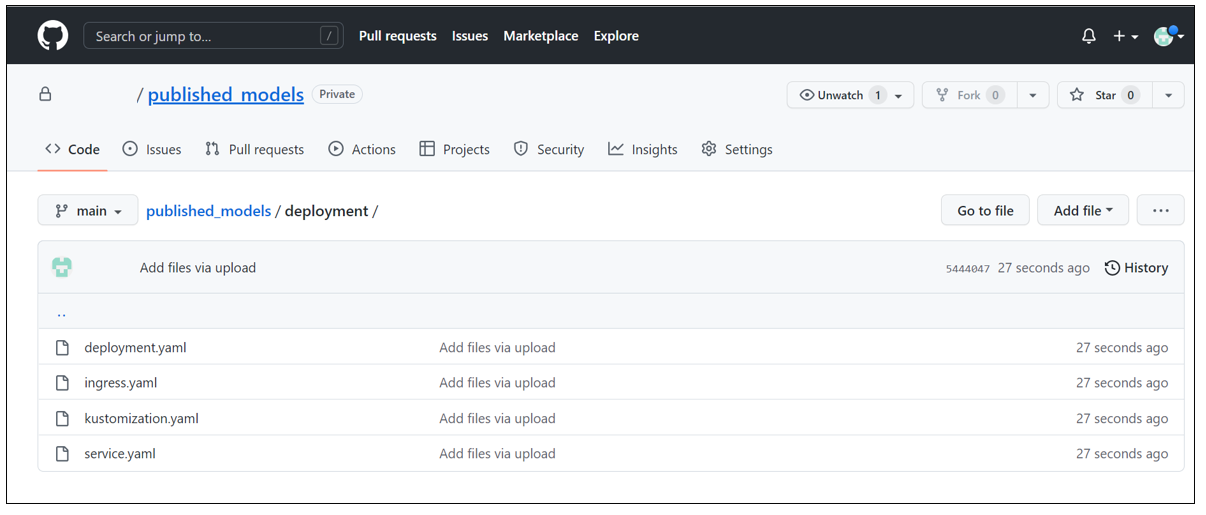 Search or jump to... / Pull requests Issues Marketplace Explore
/ published_models Private Unwatch 1 Fork 0 Star 0
Code Issues Pull requests Actions Projects Security Insights Settings
main published_models / deployment / Go to file Add file ...
Add files via upload 5444047 27 seconds ago History
..
deployment.yaml Add files via upload 27 seconds ago
ingress.yaml Add files via upload 27 seconds ago
kustomization.yaml Add files via upload 27 seconds ago
service.yaml Add files via upload 27 seconds ago